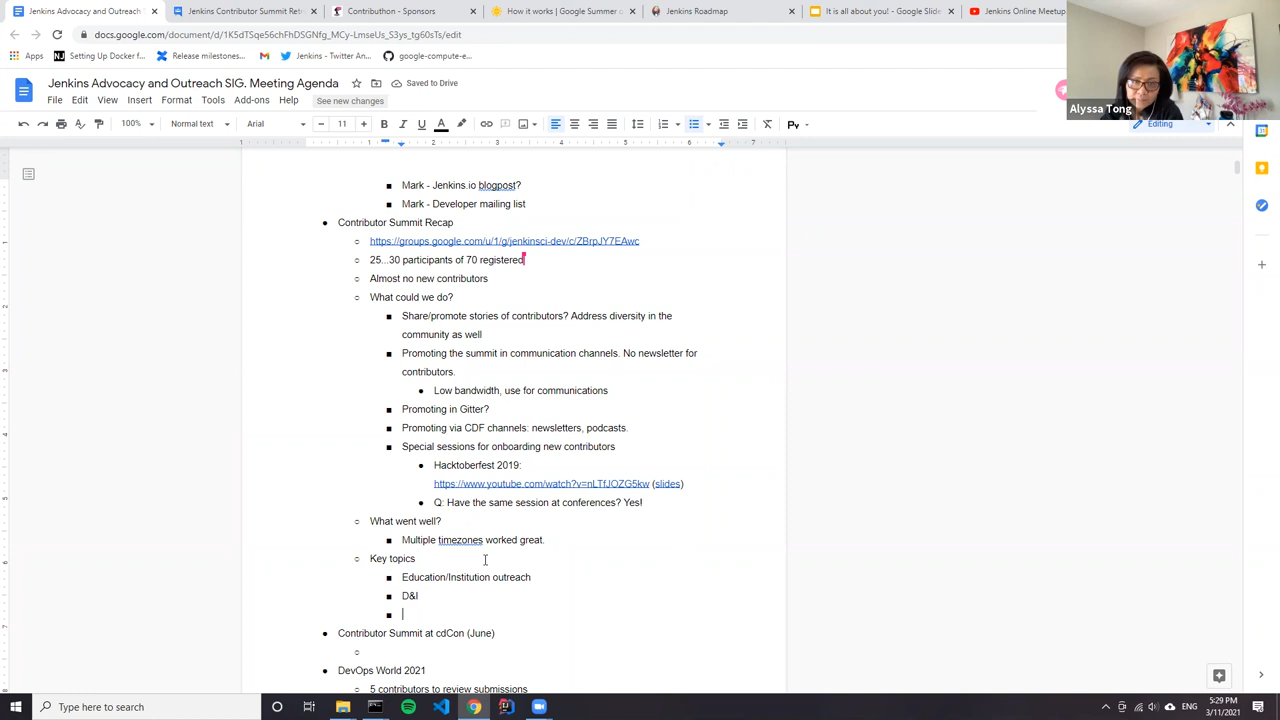 Jenkins Advocacy and Outreach
Jenkins Contributor Summit Ret
Contributhon - Sponsors
How it works | Google Summer
Jenkins Roadmap
It is all about you! - Google Slid
Jenkins Online Meetup
docs.google.com/document/d/1K5dTSqe56chFhDSGNfg_MCy-LmseUs_S3ys_tg60sTs/edit
Apps
Setting Up Docker f...
Release milestones...
Jenkins - Twitter An...
google-compute-e...
Alyssa Tong
Jenkins Advocacy and Outreach SIG. Meeting Agenda
Saved to Drive
File Edit View Insert Format Tools Add-ons Help
See new changes
100% Normal text Arial 11
Editing
Mark - Jenkins.io blogpost?
Mark - Developer mailing list
Contributor Summit Recap
https://groups.google.com/u/1/g/jenkinsci-dev/c/ZBrpJY7EAwc
25...30 participants of 70 registered
Almost no new contributors
What could we do?
Share/promote stories of contributors? Address diversity in the
community as well
Promoting the summit in communication channels. No newsletter for
contributors.
Low bandwidth, use for communications
Promoting in Gitter?
Promoting via CDF channels: newsletters, podcasts.
Special sessions for onboarding new contributors
Hacktoberfest 2019:
https://www.youtube.com/watch?v=nLTfJOZG5kw (slides)
Q: Have the same session at conferences? Yes!
What went well?
Multiple timezones worked great.
Key topics
Education/Institution outreach
D&I
Contributor Summit at cdCon (June)
DevOps World 2021
5 contributors to review submissions
Type here to search
ENG
5:29 PM
3/11/2021